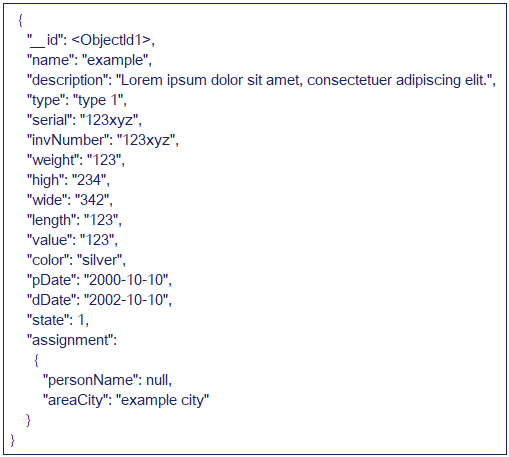 {
"__id": <ObjectId1>,
"name": "example",
"description": "Lorem ipsum dolor sit amet, consectetuer adipiscing elit.",
"type": "type 1",
"serial": "123xyz",
"invNumber": "123xyz",
"weight": "123",
"high": "234",
"wide": "342",
"length": "123",
"value": "123",
"color": "silver",
"pDate": "2000-10-10",
"dDate": "2002-10-10",
"state": 1,
"assignment":
{
"personName": null,
"areaCity": "example city"
}
}